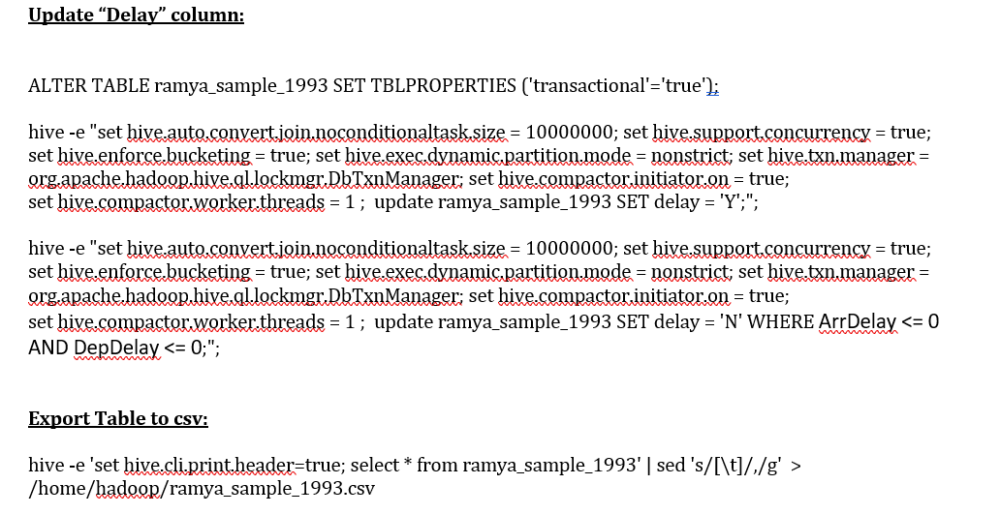 Update “Delay” column:
ALTER TABLE ramya_sample_1993 SET TBLPROPERTIES ('transactional'='true');
hive -e "set hive.auto.convert.join.noconditionaltask.size = 10000000; set hive.support.concurrency = true;
set hive.enforce.bucketing = true; set hive.exec.dynamic.partition.mode = nonstrict; set hive.txn.manager =
org.apache.hadoop.hive.ql.lockmgr.DbTxnManager; set hive.compactor.initiator.on = true;
set hive.compactor.worker.threads = 1 ;  update ramya_sample_1993 SET delay = 'Y';";
hive -e "set hive.auto.convert.join.noconditionaltask.size = 10000000; set hive.support.concurrency = true;
set hive.enforce.bucketing = true; set hive.exec.dynamic.partition.mode = nonstrict; set hive.txn.manager =
org.apache.hadoop.hive.ql.lockmgr.DbTxnManager; set hive.compactor.initiator.on = true;
set hive.compactor.worker.threads = 1 ;  update ramya_sample_1993 SET delay = 'N' WHERE ArrDelay <= 0
AND DepDelay <= 0;";
Export Table to csv:
hive -e 'set hive.cli.print.header=true; select * from ramya_sample_1993' | sed 's/[\t]/,/g'  >
/home/hadoop/ramya_sample_1993.csv